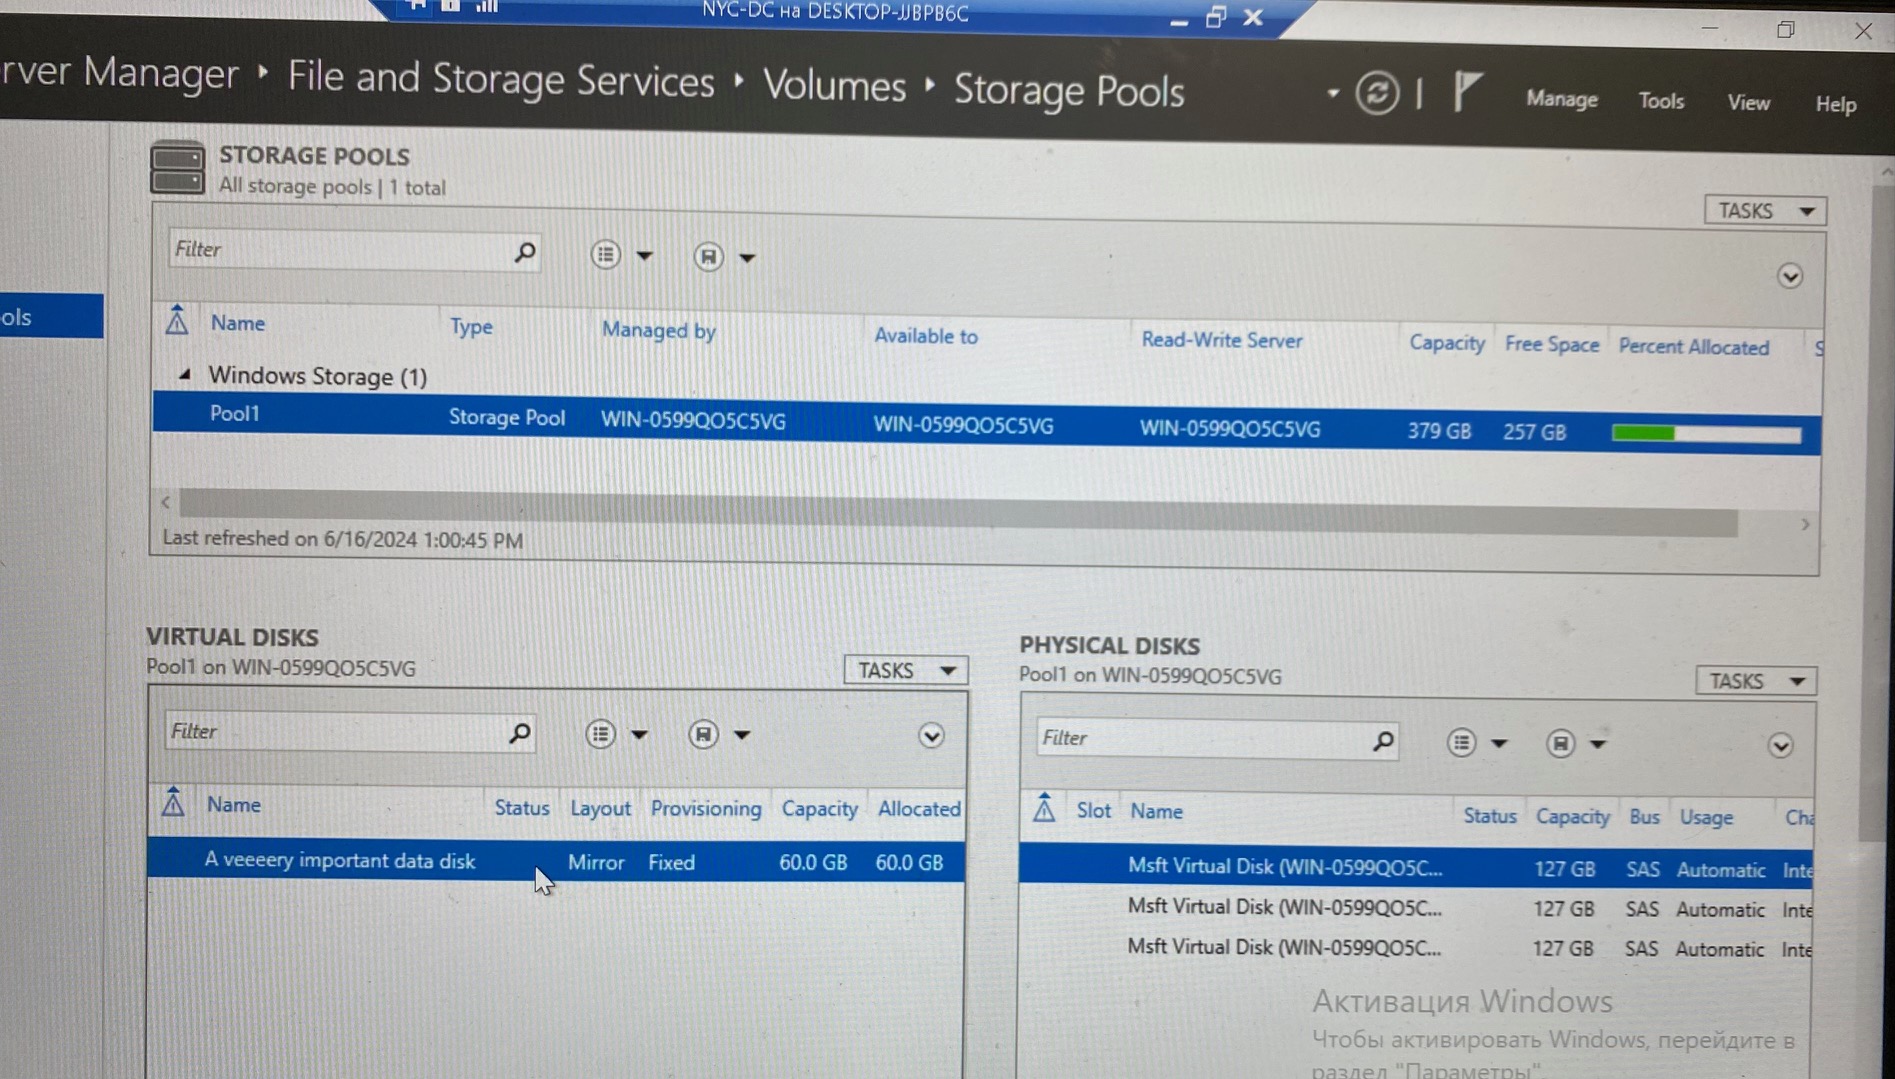 NYC-DC на DESKTOP-JJBPB6C
rver Manager ‣ File and Storage Services ‣ Volumes ‣ Storage Pools
Manage Tools View Help
STORAGE POOLS
All storage pools | 1 total
TASKS
Filter
ols
Name Type Managed by Available to Read-Write Server Capacity Free Space Percent Allocated S
Windows Storage (1)
Pool1 Storage Pool WIN-0599QO5C5VG WIN-0599QO5C5VG WIN-0599QO5C5VG 379 GB 257 GB
Last refreshed on 6/16/2024 1:00:45 PM
VIRTUAL DISKS
Pool1 on WIN-0599QO5C5VG
TASKS
Filter
Name Status Layout Provisioning Capacity Allocated
A veeeery important data disk Mirror Fixed 60.0 GB 60.0 GB
PHYSICAL DISKS
Pool1 on WIN-0599QO5C5VG
TASKS
Filter
Slot Name Status Capacity Bus Usage Cha
Msft Virtual Disk (WIN-0599QO5C... 127 GB SAS Automatic Inte
Msft Virtual Disk (WIN-0599QO5C... 127 GB SAS Automatic Inte
Msft Virtual Disk (WIN-0599QO5C... 127 GB SAS Automatic Inte
Активация Windows
Чтобы активировать Windows, перейдите в
раздел "Параметры"